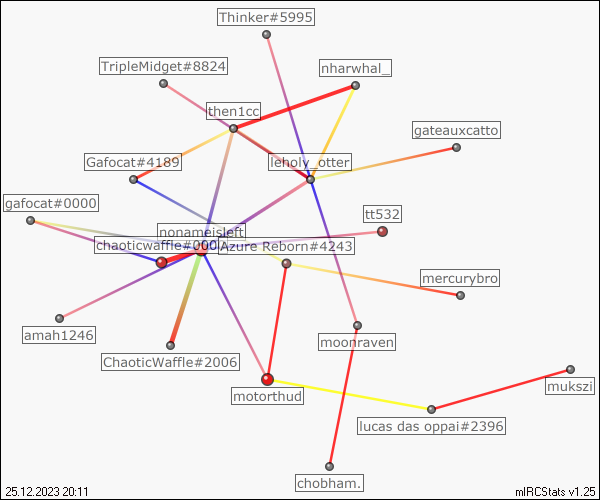 Thinker#5995
TripleMidget#8824
nharwhal_
then1cc
gateauxcatto
Gafocat#4189
leholy_otter
gafocat#0000
tt532
nonameisleft
chaoticwaffle#000
Azure Reborn#4243
mercurybro
amah1246
moonraven
ChaoticWaffle#2006
mukszi
motorthud
lucas das oppai#2396
chobham.
25.12.2023 20:11
mIRCStats v1.25